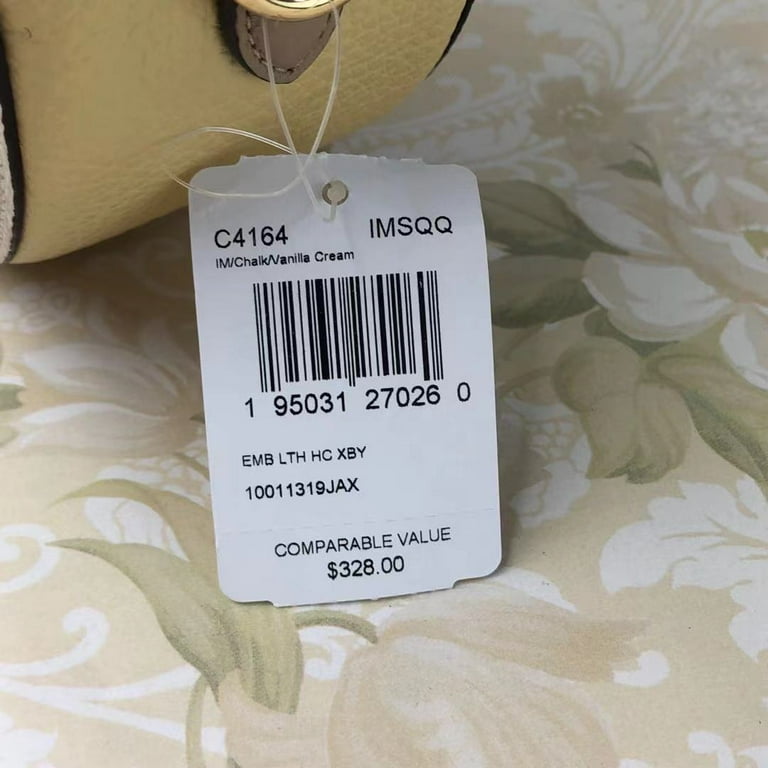 C4164 IMSQQ
IM/Chalk/Vanilla Cream
1 95031 27026 0
EMB LTH HC XBY
10011319JAX
COMPARABLE VALUE
$328.00